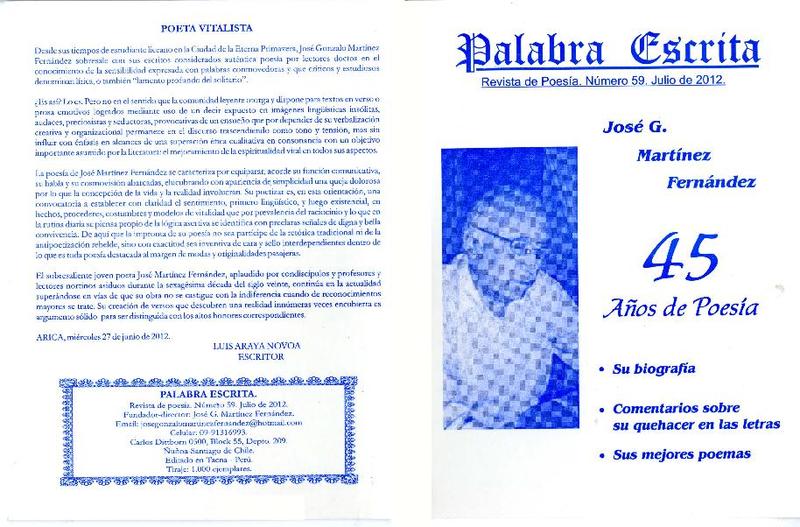 POETA VITALISTA
Desde sus tiempos de estudiante liceano en la Ciudad de la Eterna Primavera, José Gonzalo Martínez
Fernández sobresale con sus escritos considerados auténtica poesía por lectores doctos en el
conocimiento de la sensibilidad expresada con palabras conmovedoras y que críticos y estudiosos
denominan lírica, o también "lamento profundo del solitario".
¿Es así? Lo es. Pero no en el sentido que la comunidad leyente otorga y dispone para textos en verso o
prosa emotivos logrados mediante uso de un decir expuesto en imágenes lingüísticas insólitas,
audaces, preciosistas y seductoras, provocativas de un ensueño que por depender de su verbalización
creativa y organizacional permanece en el discurso trascendiendo como tono y tensión, mas sin
influir con énfasis en alcances de una superación ética cualitativa en consonancia con un objetivo
importante asumido por la Literatura: el mejoramiento de la espiritualidad vital en todos sus aspectos.
La poesía de José Martínez Fernández se caracteriza por equiparar, acorde su función comunicativa,
su habla y su cosmovisión abarcadas, encubriendo con apariencia de simplicidad una queja dolorosa
por lo que la concepción de la vida y la realidad involucran. Su poetizar es, en esta orientación, una
convocatoria a establecer con claridad el sentimiento, primero lingüístico, y luego existencial, en
hechos, procederes, costumbres y modelos de vitalidad que por prevalencia del raciocinio y lo que en
la rutina diaria se piensa propio de la lógica asertiva se identifica con preclaras señales de digna y bella
convivencia. De aquí que la impronta de su poesía no sea partícipe de la retórica tradicional ni de la
antipoetización rebelde, sino con exactitud sea inventiva de cara y sello interdependientes dentro de
lo que es toda poesía destacada al margen de modas y originalidades pasajeras.
El sobresaliente joven poeta José Martínez Fernández, aplaudido por condiscípulos y profesores y
lectores nortinos asiduos durante la sexagésima década del siglo veinte, continúa en la actualidad
superándose en vías de que su obra no se castigue con la indiferencia cuando de reconocimientos
mayores se trate. Su creación de versos que descubren una realidad innúmeras veces encubierta es
argumento sólido para ser distinguida con los altos honores correspondientes.
ARICA, miércoles 27 de junio de 2012.
LUIS ARAYA NOVOA
ESCRITOR
PALABRA ESCRITA.
Revista de poesía. Número 59. Julio de 2012.
Fundador-director: José G. Martínez Fernández.
Email: josegonzalomartinezfernandez@hotmail.com
Celular: 09-91316993.
Carlos Dittborn 0500, Block 55, Depto. 209.
Ñuñoa-Santiago de Chile.
Editado en Tacna - Perú.
Tiraje: 1.000 ejemplares.
Palabra Escrita
Revista de Poesía. Número 59. Julio de 2012.
José G.
Martínez
Fernández
45
Años de Poesía
• Su biografía
• Comentarios sobre
su quehacer en las letras
• Sus mejores poemas